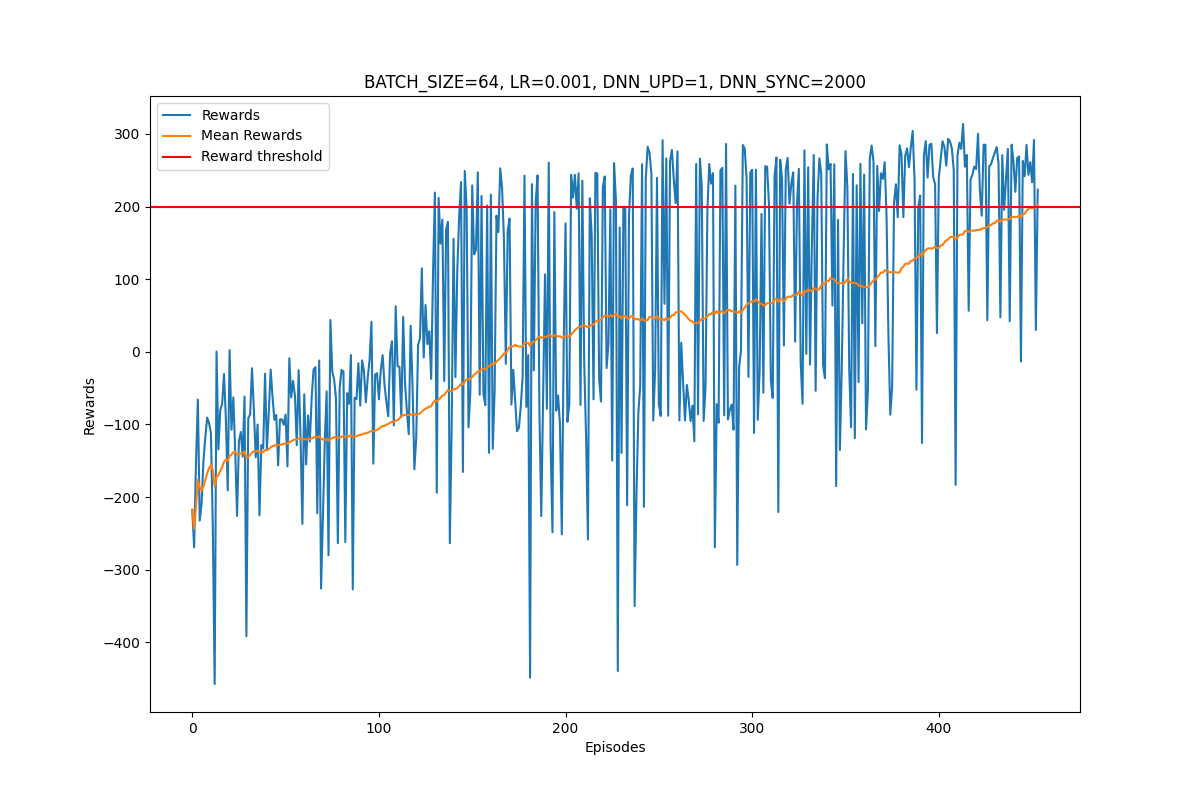 BATCH_SIZE=64, LR=0.001, DNN_UPD=1, DNN_SYNC=2000
Rewards
Mean Rewards
Reward threshold
300
200
100
0
−100
−200
−300
−400
Rewards
0
100
200
300
400
Episodes